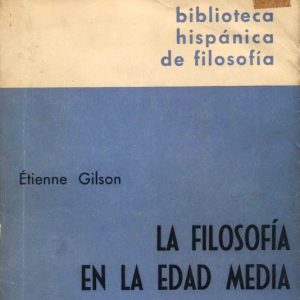 biblioteca
hispánica
de filosofía
Étienne Gilson
LA FILOSOFÍA
EN LA EDAD MEDIA